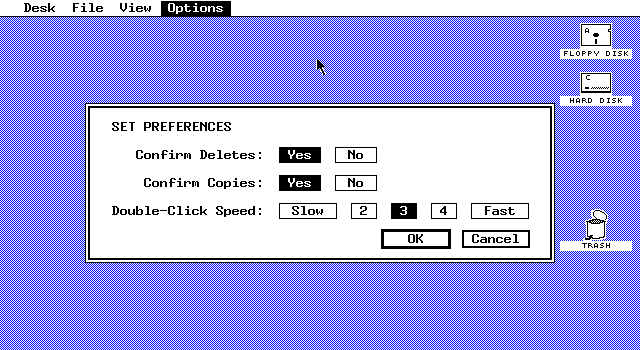 Desk File View Options
FLOPPY DISK
C
HARD DISK
SET PREFERENCES
Confirm Deletes: Yes No
Confirm Copies: Yes No
Double-Click Speed: Slow 2 3 4 Fast
OK Cancel
TRASH